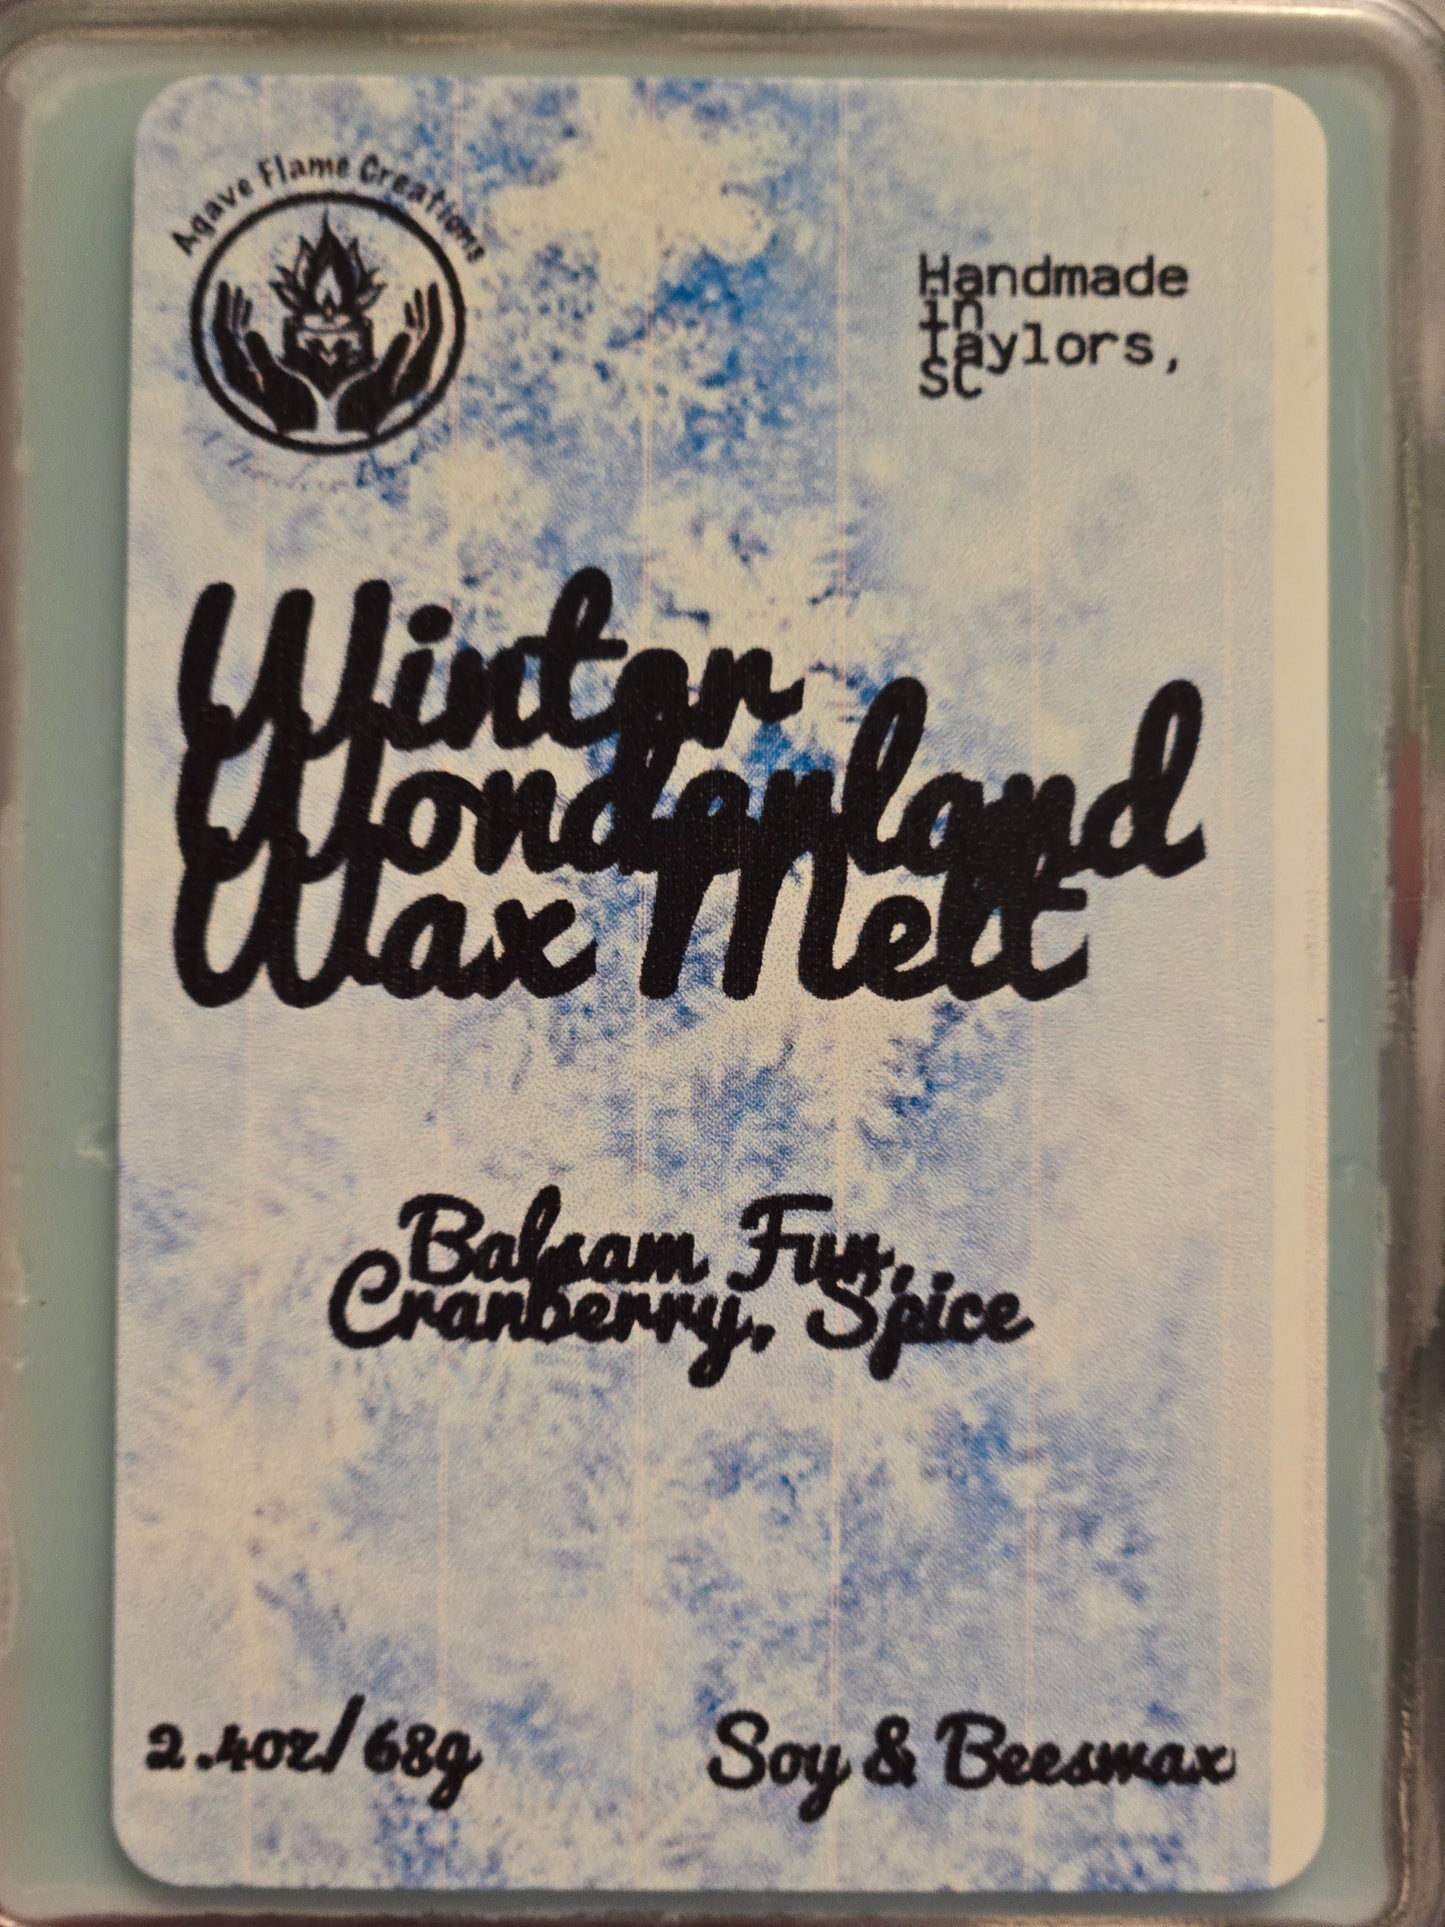 Agave Flame Creations
Handmade
in
Taylors,
SC
Winter
Wonderland
Wax Melt
Balsam Fur,
Cranberry, Spice
2.4oz/68g
Soy & Beeswax